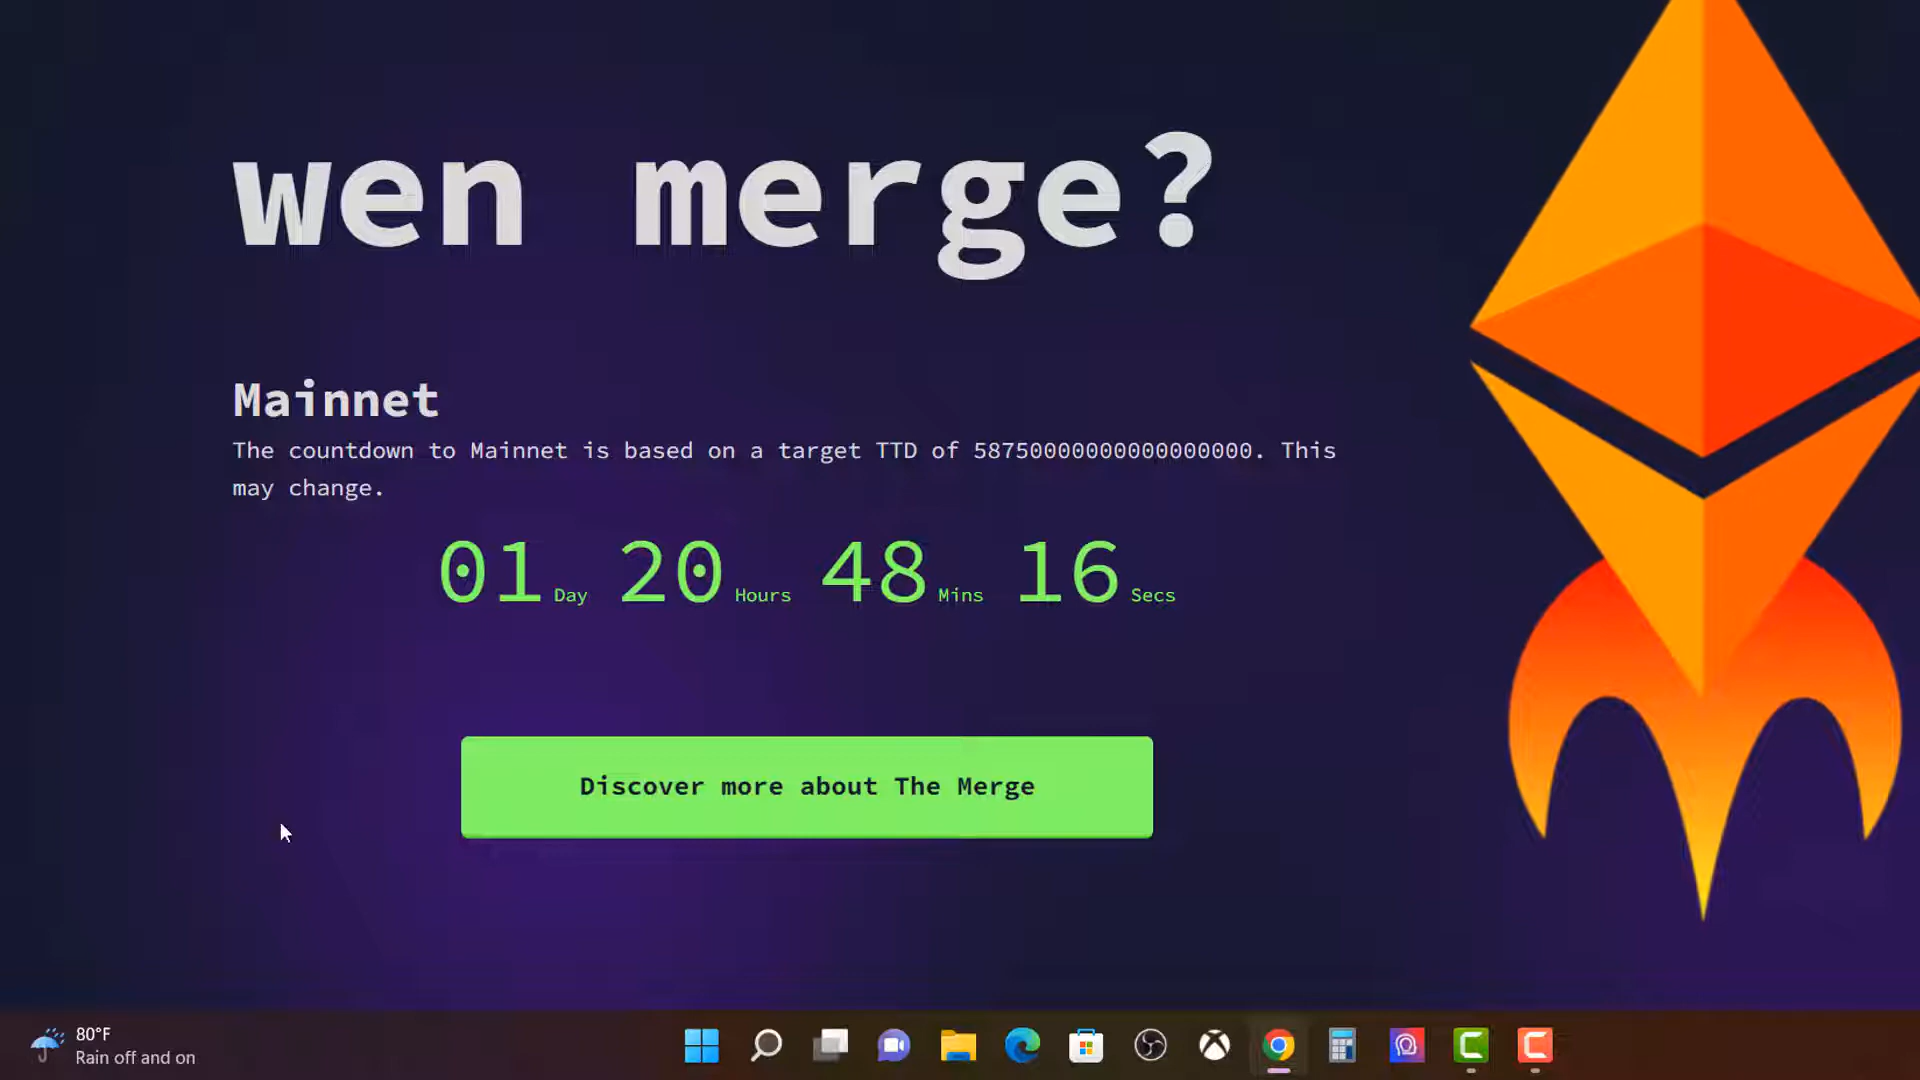 wen merge?
Mainnet
The countdown to Mainnet is based on a target TTD of 58750000000000000000000. This
may change.
01 Day 20 Hours 48 Mins 16 Secs
Discover more about The Merge
80°F
Rain off and on